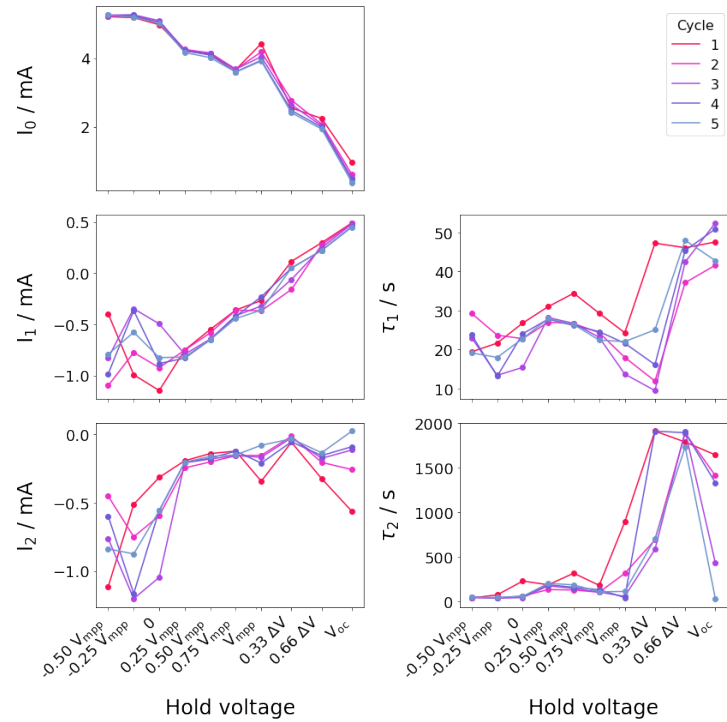 I0 / mA
4
2
Cycle
1
2
3
4
5
I1 / mA
0.5
0.0
−0.5
−1.0
τ1 / s
50
40
30
20
10
I2 / mA
0.0
−0.5
−1.0
τ2 / s
2000
1500
1000
500
0
-0.50 Vmpp
-0.25 Vmpp
0
0.25 Vmpp
0.50 Vmpp
0.75 Vmpp
Vmpp
0.33 ΔV
0.66 ΔV
Voc
-0.50 Vmpp
-0.25 Vmpp
0
0.25 Vmpp
0.50 Vmpp
0.75 Vmpp
Vmpp
0.33 ΔV
0.66 ΔV
Voc
Hold voltage
Hold voltage